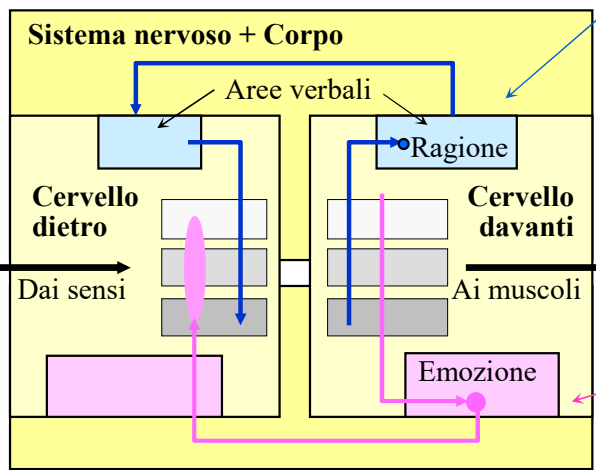 Sistema nervoso + Corpo
Aree verbali
Ragione
Cervello
dietro
Cervello
davanti
Dai sensi
Ai muscoli
Emozione